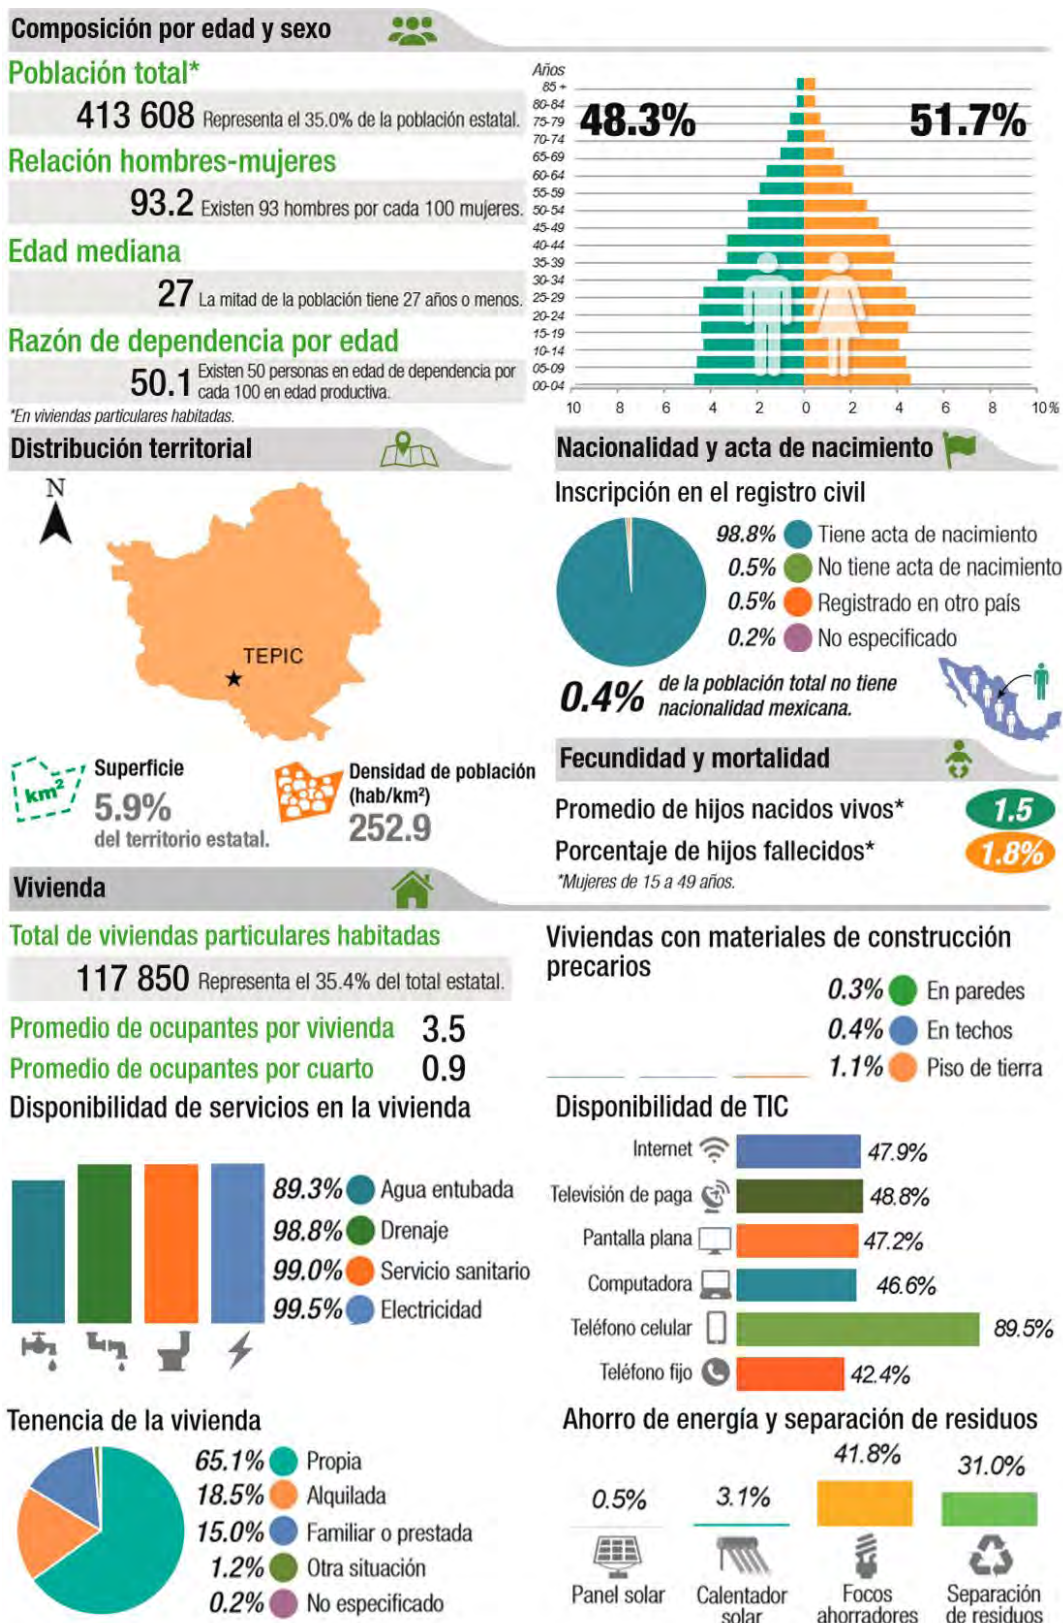 Composición por edad y sexo
Población total*
413 608 Representa el 35.0% de la población estatal.
Relación hombres-mujeres
93.2 Existen 93 hombres por cada 100 mujeres.
Edad mediana
27 La mitad de la población tiene 27 años o menos.
Razón de dependencia por edad
50.1 Existen 50 personas en edad de dependencia por
cada 100 en edad productiva.
*En viviendas particulares habitadas.
Años
85 +
80-84
75-79
70-74
65-69
60-64
55-59
50-54
45-49
40-44
35-39
30-34
25-29
20-24
15-19
10-14
05-09
00-04
48.3%
51.7%
10 8 6 4 2 0 2 4 6 8 10%
Distribución territorial
N
TEPIC
km²
Superficie
5.9%
del territorio estatal.
Densidad de población
(hab/km²)
252.9
Nacionalidad y acta de nacimiento
Inscripción en el registro civil
98.8% Tiene acta de nacimiento
0.5% No tiene acta de nacimiento
0.5% Registrado en otro país
0.2% No especificado
0.4% de la población total no tiene
nacionalidad mexicana.
Fecundidad y mortalidad
Promedio de hijos nacidos vivos* 1.5
Porcentaje de hijos fallecidos* 1.8%
*Mujeres de 15 a 49 años.
Vivienda
Total de viviendas particulares habitadas
117 850 Representa el 35.4% del total estatal.
Promedio de ocupantes por vivienda 3.5
Promedio de ocupantes por cuarto 0.9
Viviendas con materiales de construcción
precarios
0.3% En paredes
0.4% En techos
1.1% Piso de tierra
Disponibilidad de servicios en la vivienda
89.3% Agua entubada
98.8% Drenaje
99.0% Servicio sanitario
99.5% Electricidad
Disponibilidad de TIC
Internet 47.9%
Televisión de paga 48.8%
Pantalla plana 47.2%
Computadora 46.6%
Teléfono celular 89.5%
Teléfono fijo 42.4%
Tenencia de la vivienda
65.1% Propia
18.5% Alquilada
15.0% Familiar o prestada
1.2% Otra situación
0.2% No especificado
Ahorro de energía y separación de residuos
0.5% 3.1% 41.8% 31.0%
Panel solar
Calentador
solar
Focos
ahorradores
Separación
de residuos